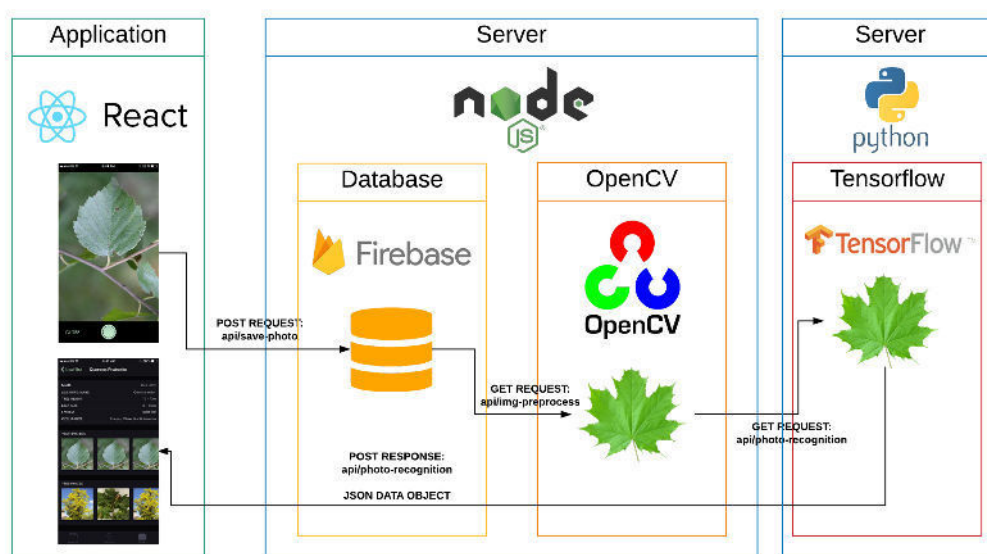 Application
Server
Server
React
node
JS
python
Database
OpenCV
Tensorflow
Firebase
TensorFlow
OpenCV
POST REQUEST:
api/save-photo
GET REQUEST:
api/img-preprocess
GET REQUEST:
api/photo-recognition
POST RESPONSE:
api/photo-recognition
JSON DATA OBJECT